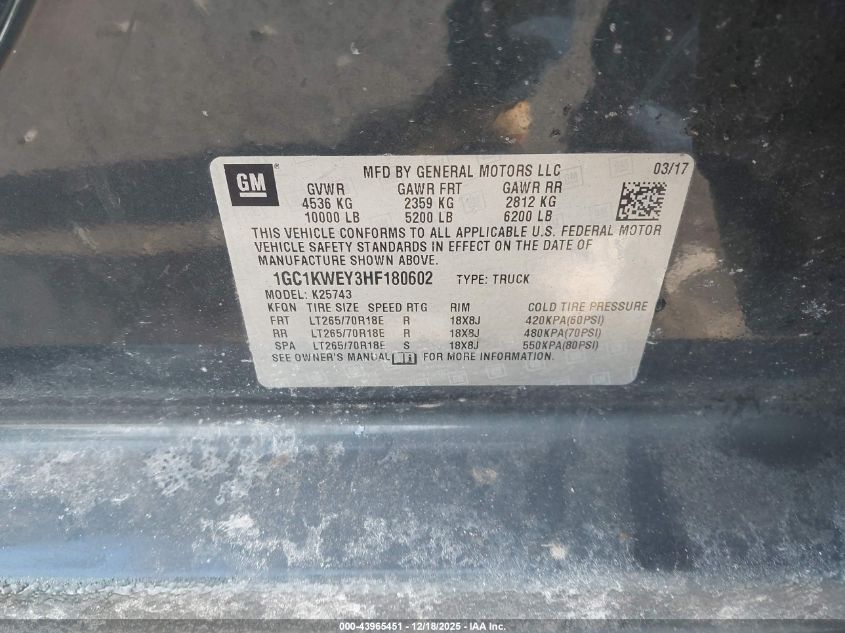 GM
MFD BY GENERAL MOTORS LLC 03/17
GVWR GAWR FRT GAWR RR
4536 KG 2359 KG 2812 KG
10000 LB 5200 LB 6200 LB
THIS VEHICLE CONFORMS TO ALL APPLICABLE U.S. FEDERAL MOTOR
VEHICLE SAFETY STANDARDS IN EFFECT ON THE DATE OF
MANUFACTURE SHOWN ABOVE.
1GC1KWEY3HF180602 TYPE: TRUCK
MODEL: K25743
KFQN TIRE SIZE SPEED RTG RIM COLD TIRE PRESSURE
FRT LT265/70R18E R 18X8J 420KPA(60PSI)
RR LT265/70R18E R 18X8J 480KPA(70PSI)
SPA LT265/70R18E S 18X8J 550KPA(80PSI)
SEE OWNER'S MANUAL FOR MORE INFORMATION.
000-43965451 - 12/18/2025 - IAA Inc.